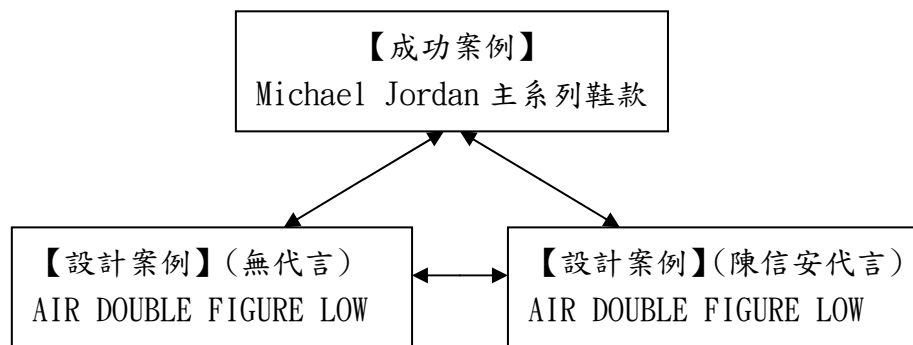 【成功案例】
Michael Jordan 主系列鞋款
【設計案例】(無代言)
AIR DOUBLE FIGURE LOW
【設計案例】(陳信安代言)
AIR DOUBLE FIGURE LOW